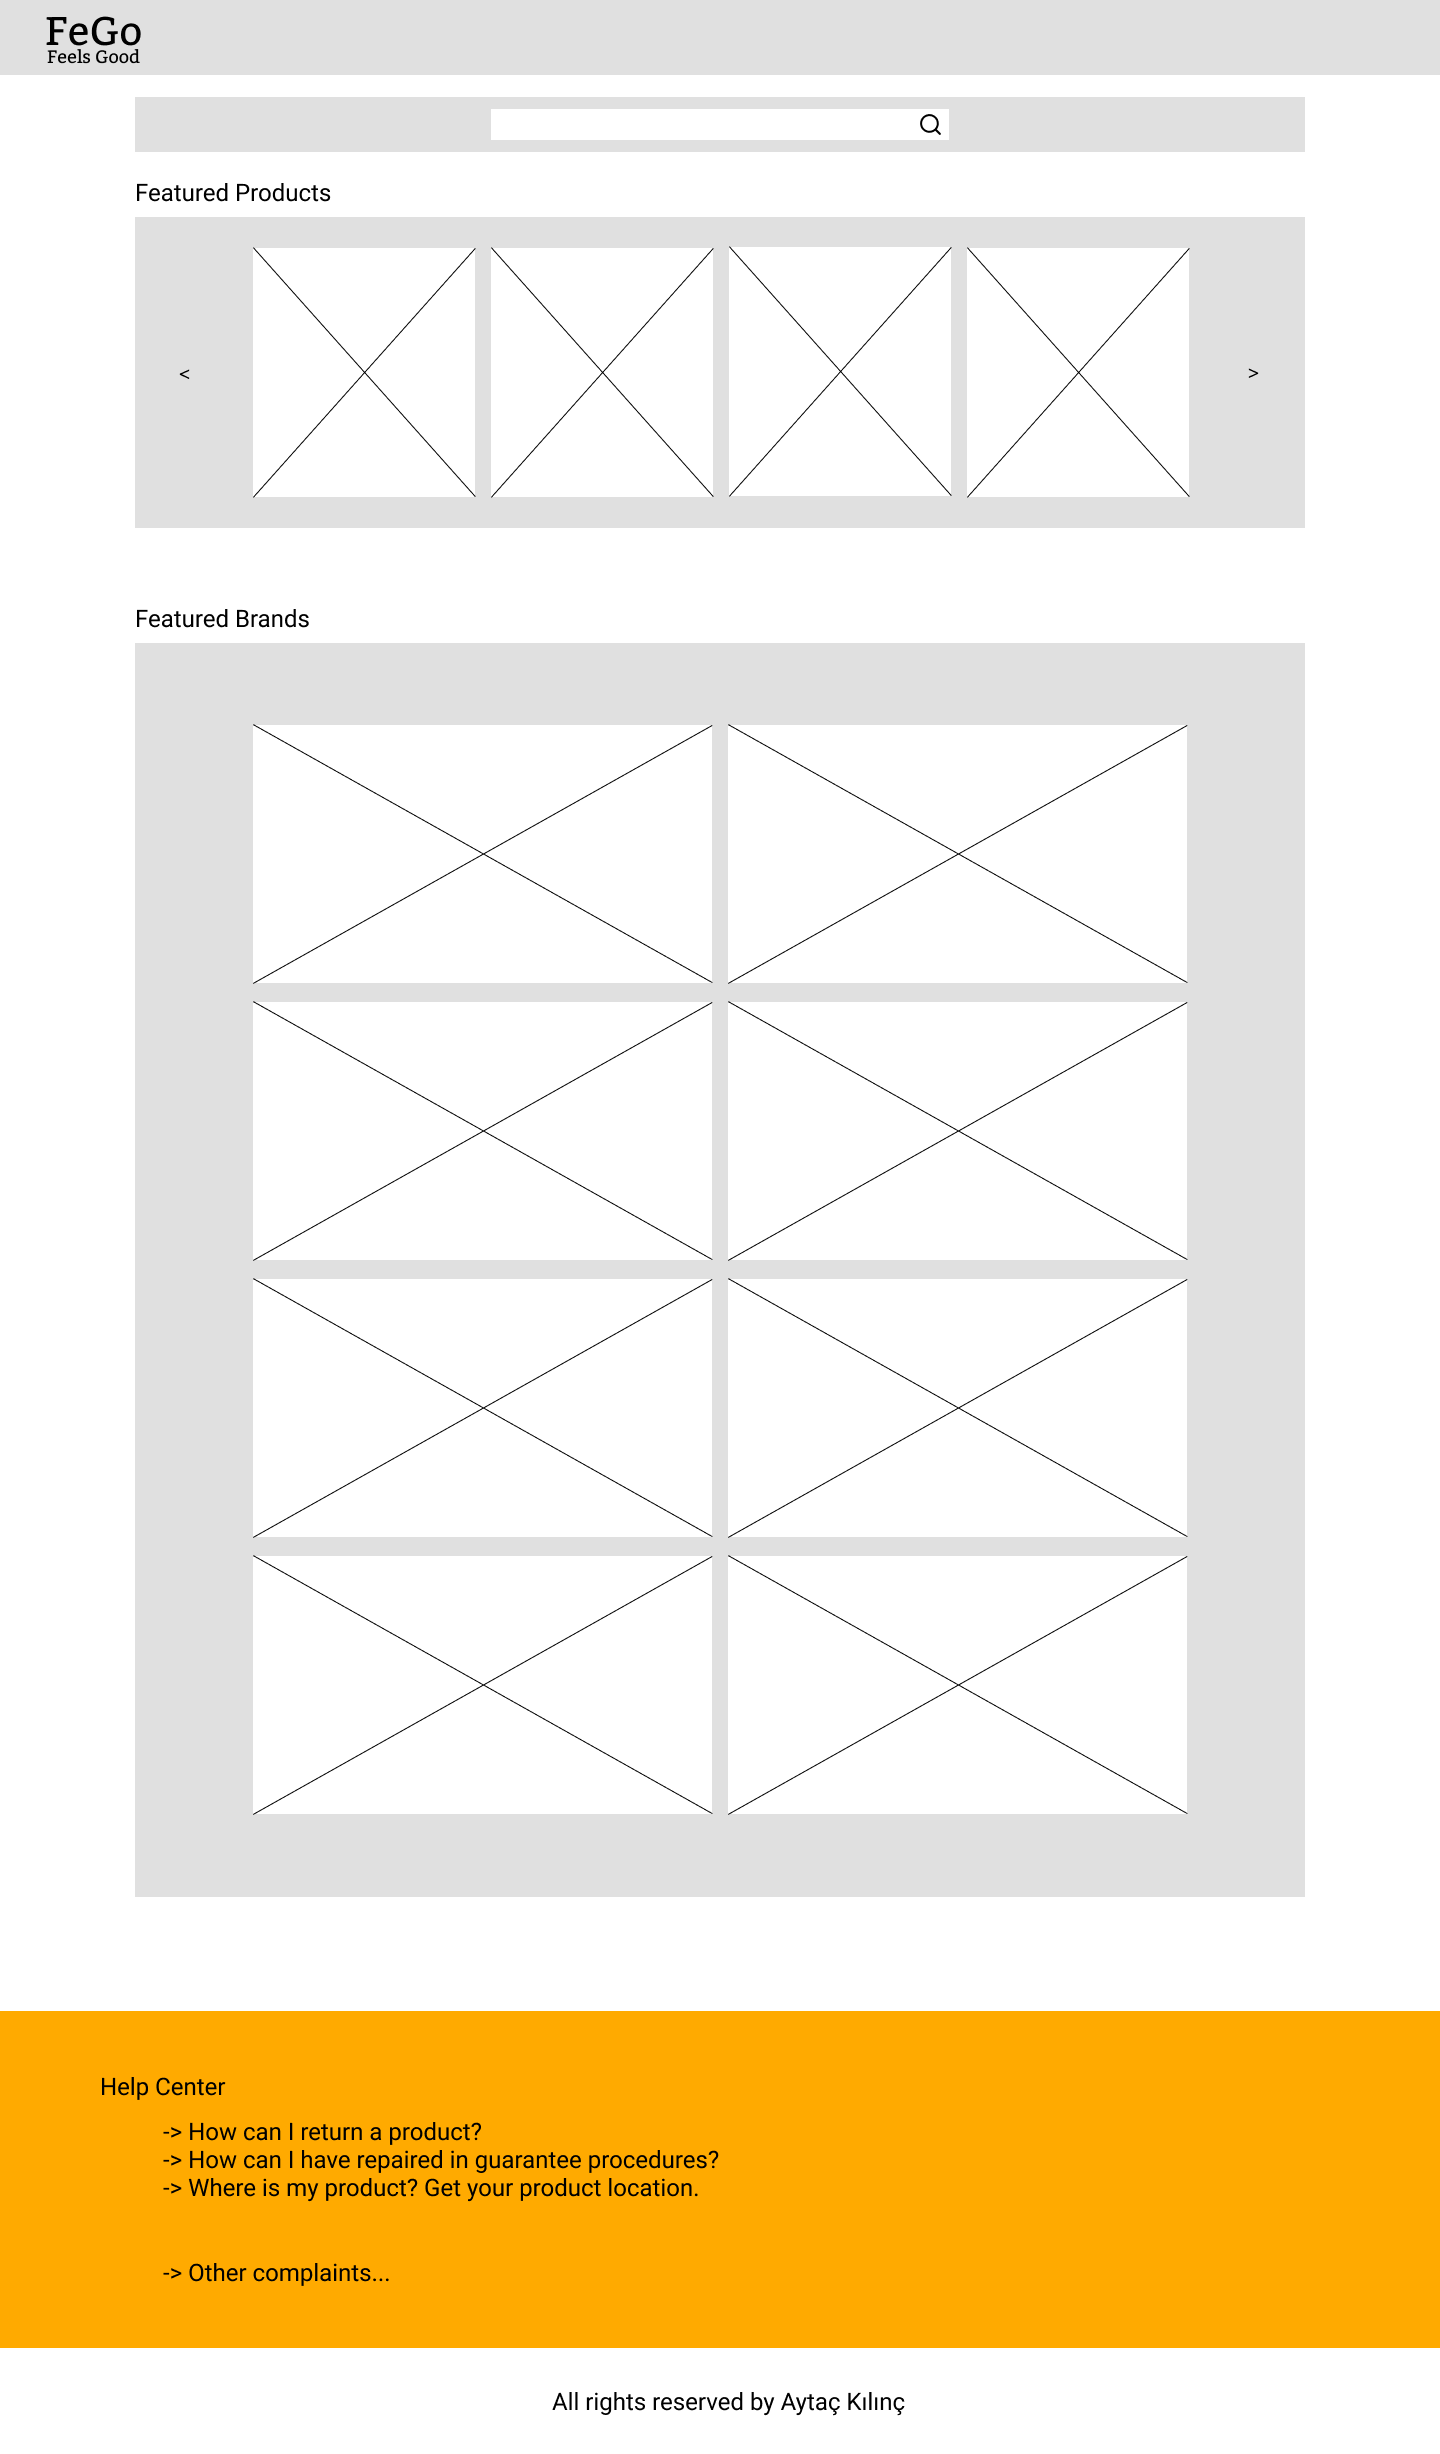 FeGo
Feels Good
Featured Products
<
>
Featured Brands
Help Center
-> How can I return a product?
-> How can I have repaired in guarantee procedures?
-> Where is my product? Get your product location.
-> Other complaints...
All rights reserved by Aytaç Kılınç